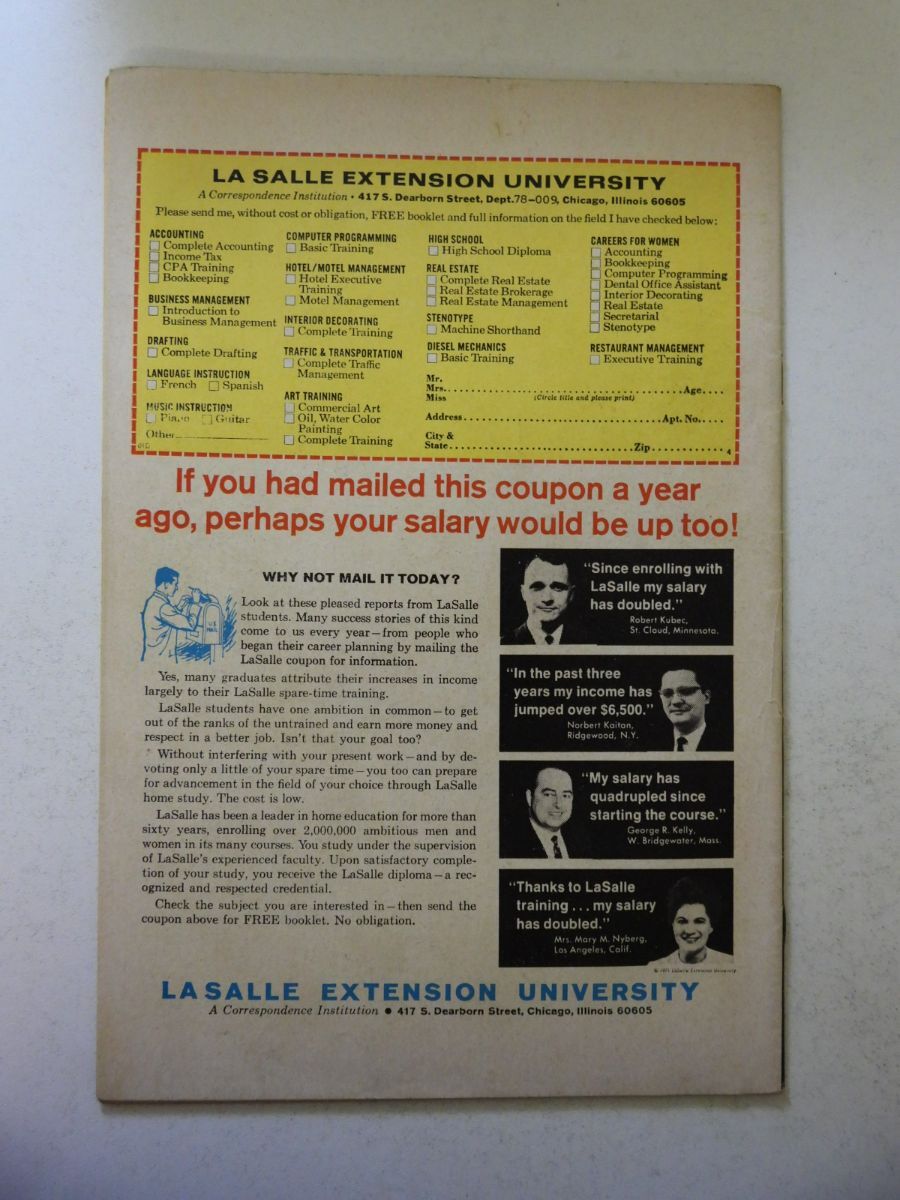 LA SALLE EXTENSION UNIVERSITY
A Correspondence Institution • 417 S. Dearborn Street, Dept. 78-009, Chicago, Illinois 60605
Please send me, without cost or obligation, FREE booklet and full information on the field I have checked below:
ACCOUNTING
Complete Accounting
Income Tax
CPA Training
Bookkeeping
BUSINESS MANAGEMENT
Introduction to
Business Management
DRAFTING
Complete Drafting
LANGUAGE INSTRUCTION
French Spanish
MUSIC INSTRUCTION
Piano Guitar
Other
COMPUTER PROGRAMMING
Basic Training
HOTEL/MOTEL MANAGEMENT
Hotel Executive
Training
Motel Management
INTERIOR DECORATING
Complete Training
TRAFFIC & TRANSPORTATION
Complete Traffic
Management
ART TRAINING
Commercial Art
Oil, Water Color
Painting
Complete Training
HIGH SCHOOL
High School Diploma
REAL ESTATE
Complete Real Estate
Real Estate Brokerage
Real Estate Management
STENOTYPE
Machine Shorthand
DIESEL MECHANICS
Basic Training
CAREERS FOR WOMEN
Accounting
Bookkeeping
Computer Programming
Dental Office Assistant
Interior Decorating
Real Estate
Secretarial
Stenotype
RESTAURANT MANAGEMENT
Executive Training
Mr.
Mrs. Age
Miss (Circle title and please print)
Address Apt. No.
City &
State Zip 4
If you had mailed this coupon a year
ago, perhaps your salary would be up too!
WHY NOT MAIL IT TODAY?
U.S. MAIL
Look at these pleased reports from LaSalle
students. Many success stories of this kind
come to us every year—from people who
began their career planning by mailing the
LaSalle coupon for information.
Yes, many graduates attribute their increases in income
largely to their LaSalle spare-time training.
LaSalle students have one ambition in common—to get
out of the ranks of the untrained and earn more money and
respect in a better job. Isn't that your goal too?
Without interfering with your present work—and by de-
voting only a little of your spare time—you too can prepare
for advancement in the field of your choice through LaSalle
home study. The cost is low.
LaSalle has been a leader in home education for more than
sixty years, enrolling over 2,000,000 ambitious men and
women in its many courses. You study under the supervision
of LaSalle's experienced faculty. Upon satisfactory comple-
tion of your study, you receive the LaSalle diploma—a rec-
ognized and respected credential.
Check the subject you are interested in—then send the
coupon above for FREE booklet. No obligation.
"Since enrolling with
LaSalle my salary
has doubled."
Robert Kubec,
St. Cloud, Minnesota.
"In the past three
years my income has
jumped over $6,500."
Norbert Kaitan,
Ridgewood, N.Y.
"My salary has
quadrupled since
starting the course."
George R. Kelly,
W. Bridgewater, Mass.
"Thanks to LaSalle
training . . . my salary
has doubled."
Mrs. Mary M. Nyberg,
Los Angeles, Calif.
LA SALLE EXTENSION UNIVERSITY
A Correspondence Institution • 417 S. Dearborn Street, Chicago, Illinois 60605